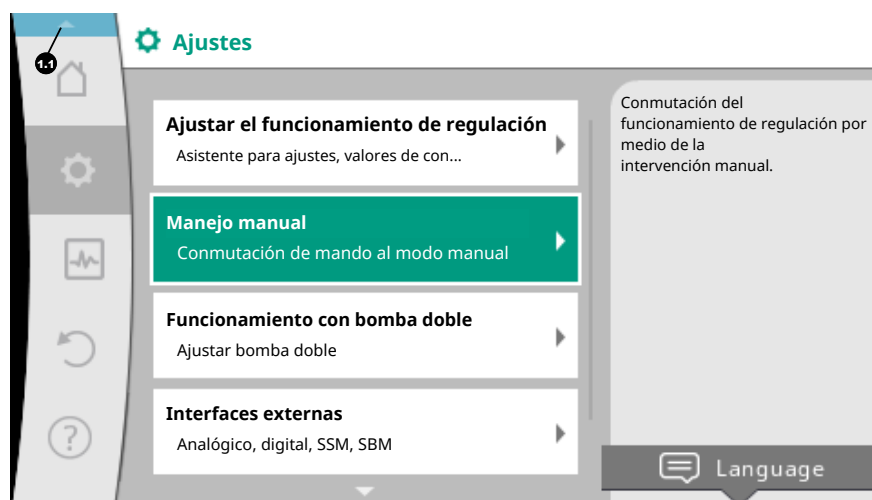 1.1
Ajustes
Ajustar el funcionamiento de regulación
Asistente para ajustes, valores de con...
Manejo manual
Conmutación de mando al modo manual
Funcionamiento con bomba doble
Ajustar bomba doble
Interfaces externas
Analógico, digital, SSM, SBM
Conmutación del
funcionamiento de regulación por
medio de la
intervención manual.
?
Language